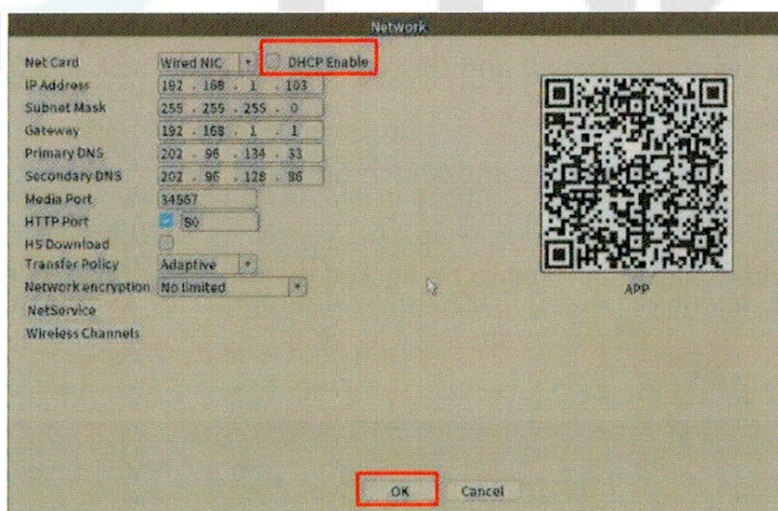 Network
Net Card Wired NIC DHCP Enable
IP Address 192 . 168 . 1 . 103
Subnet Mask 255 . 255 . 255 . 0
Gateway 192 . 168 . 1 . 1
Primary DNS 202 . 96 . 134 . 33
Secondary DNS 202 . 96 . 128 . 86
Media Port 34567
HTTP Port 80
HS Download
Transfer Policy Adaptive
Network encryption No limited
APP
NetService
Wireless Channels
OK Cancel